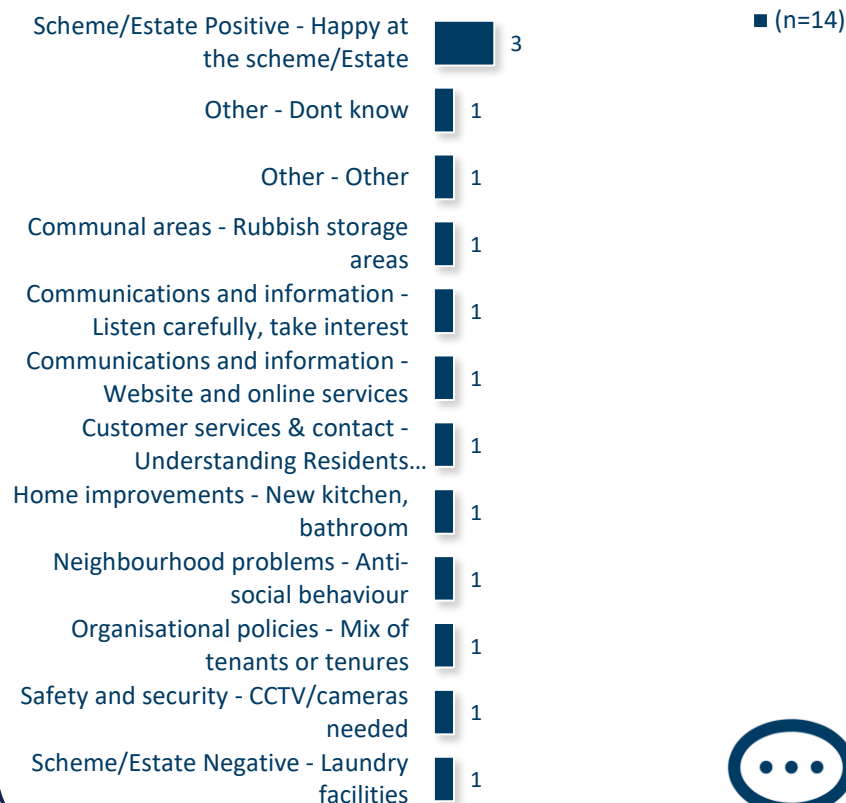 Scheme/Estate Positive - Happy at
the scheme/Estate
3
(n=14)
Other - Dont know
1
Other - Other
1
Communal areas - Rubbish storage
areas
1
Communications and information -
Listen carefully, take interest
1
Communications and information -
Website and online services
1
Customer services & contact -
Understanding Residents...
1
Home improvements - New kitchen,
bathroom
1
Neighbourhood problems - Anti-
social behaviour
1
Organisational policies - Mix of
tenants or tenures
1
Safety and security - CCTV/cameras
needed
1
Scheme/Estate Negative - Laundry
facilities
1